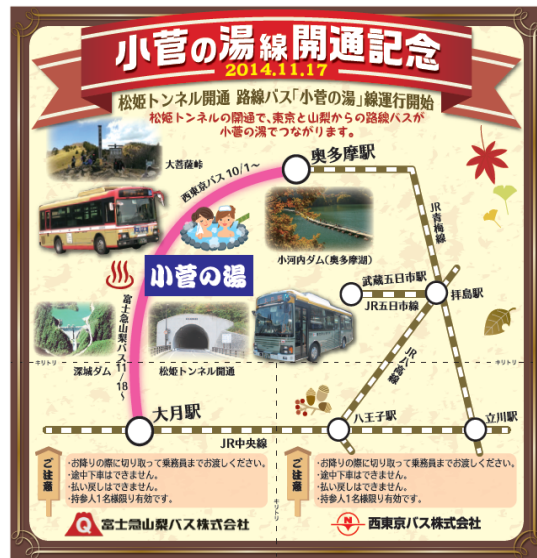 小菅の湯線開通記念
2014.11.17
松姫トンネル開通 路線バス「小菅の湯」線運行開始
松姫トンネルの開通で、東京と山梨からの路線バスが
小菅の湯でつながります。
大菩薩峠
西東京バス 10/1~
奥多摩駅
小河内ダム(奥多摩湖)
JR青梅線
小菅の湯
武蔵五日市駅
JR五日市線
拝島駅
富士急山梨バス11/18~
深城ダム
松姫トンネル開通
JR八高線
キリトリ
キリトリ
大月駅
JR中央線
八王子駅
立川駅
ご注意
・お降りの際に切り取って乗務員までお渡しください。
・途中下車はできません。
・払い戻しはできません。
・持参人1名様限り有効です。
富士急山梨バス株式会社
キリトリ
ご注意
・お降りの際に切り取って乗務員までお渡しください。
・途中下車はできません。
・払い戻しはできません。
・持参人1名様限り有効です。
西東京バス株式会社